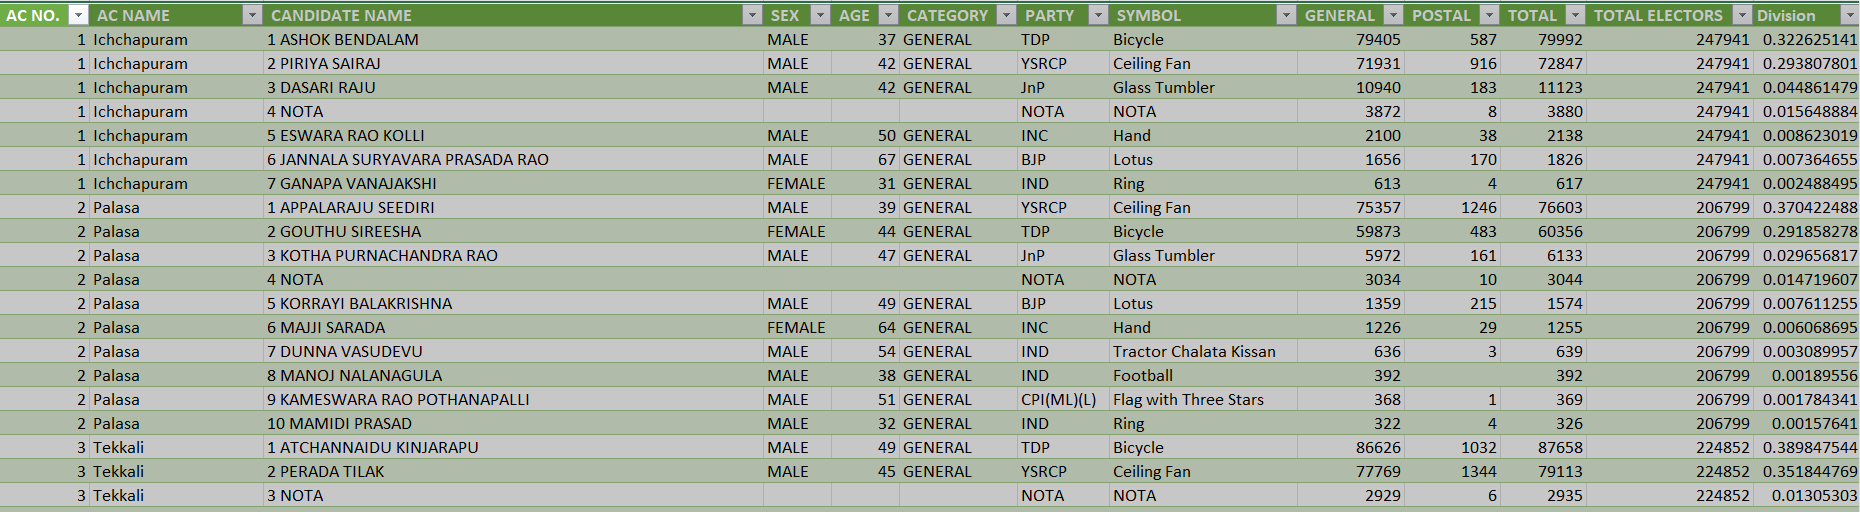 AC NO. AC NAME CANDIDATE NAME SEX AGE CATEGORY PARTY SYMBOL GENERAL POSTAL TOTAL TOTAL ELECTORS Division
1 Ichchapuram 1 ASHOK BENDALAM MALE 37 GENERAL TDP Bicycle 79405 587 79992 247941 0.322625141
1 Ichchapuram 2 PIRIYA SAIRAJ MALE 42 GENERAL YSRCP Ceiling Fan 71931 916 72847 247941 0.293807801
1 Ichchapuram 3 DASARI RAJU MALE 42 GENERAL JnP Glass Tumbler 10940 183 11123 247941 0.044861479
1 Ichchapuram 4 NOTA NOTA NOTA 3872 8 3880 247941 0.015648884
1 Ichchapuram 5 ESWARA RAO KOLLI MALE 50 GENERAL INC Hand 2100 38 2138 247941 0.008623019
1 Ichchapuram 6 JANNALA SURYAVARA PRASADA RAO MALE 67 GENERAL BJP Lotus 1656 170 1826 247941 0.007364655
1 Ichchapuram 7 GANAPA VANAJAKSHI FEMALE 31 GENERAL IND Ring 613 4 617 247941 0.002488495
2 Palasa 1 APPALARAJU SEEDIRI MALE 39 GENERAL YSRCP Ceiling Fan 75357 1246 76603 206799 0.370422488
2 Palasa 2 GOUTHU SIREESHA FEMALE 44 GENERAL TDP Bicycle 59873 483 60356 206799 0.291858278
2 Palasa 3 KOTHA PURNACHANDRA RAO MALE 47 GENERAL JnP Glass Tumbler 5972 161 6133 206799 0.029656817
2 Palasa 4 NOTA NOTA NOTA 3034 10 3044 206799 0.014719607
2 Palasa 5 KORRAYI BALAKRISHNA MALE 49 GENERAL BJP Lotus 1359 215 1574 206799 0.007611255
2 Palasa 6 MAJJI SARADA FEMALE 64 GENERAL INC Hand 1226 29 1255 206799 0.006068695
2 Palasa 7 DUNNA VASUDEVU MALE 54 GENERAL IND Tractor Chalata Kissan 636 3 639 206799 0.003089957
2 Palasa 8 MANOJ NALANAGULA MALE 38 GENERAL IND Football 392 392 206799 0.00189556
2 Palasa 9 KAMESWARA RAO POTHANAPALLI MALE 51 GENERAL CPI(ML)(L) Flag with Three Stars 368 1 369 206799 0.001784341
2 Palasa 10 MAMIDI PRASAD MALE 32 GENERAL IND Ring 322 4 326 206799 0.00157641
3 Tekkali 1 ATCHANNAIDU KINJARAPU MALE 49 GENERAL TDP Bicycle 86626 1032 87658 224852 0.389847544
3 Tekkali 2 PERADA TILAK MALE 45 GENERAL YSRCP Ceiling Fan 77769 1344 79113 224852 0.351844769
3 Tekkali 3 NOTA NOTA NOTA 2929 6 2935 224852 0.01305303